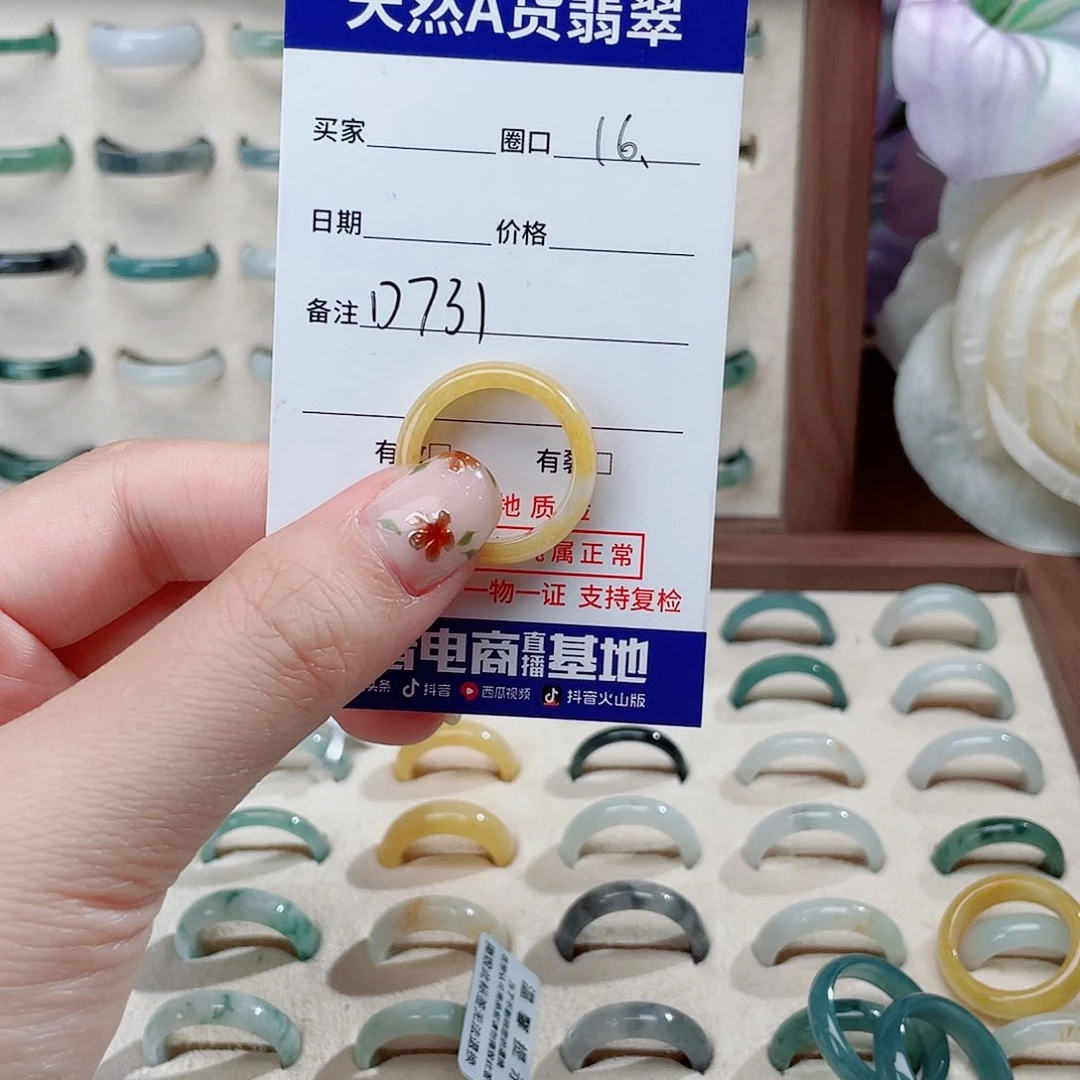 天然A货翡翠
买家 圈口 16.
日期 价格
备注 D731
有 有裂
地质
属正常
一物一证 支持复检
电商直播基地
头条 抖音 西瓜视频 抖音火山版